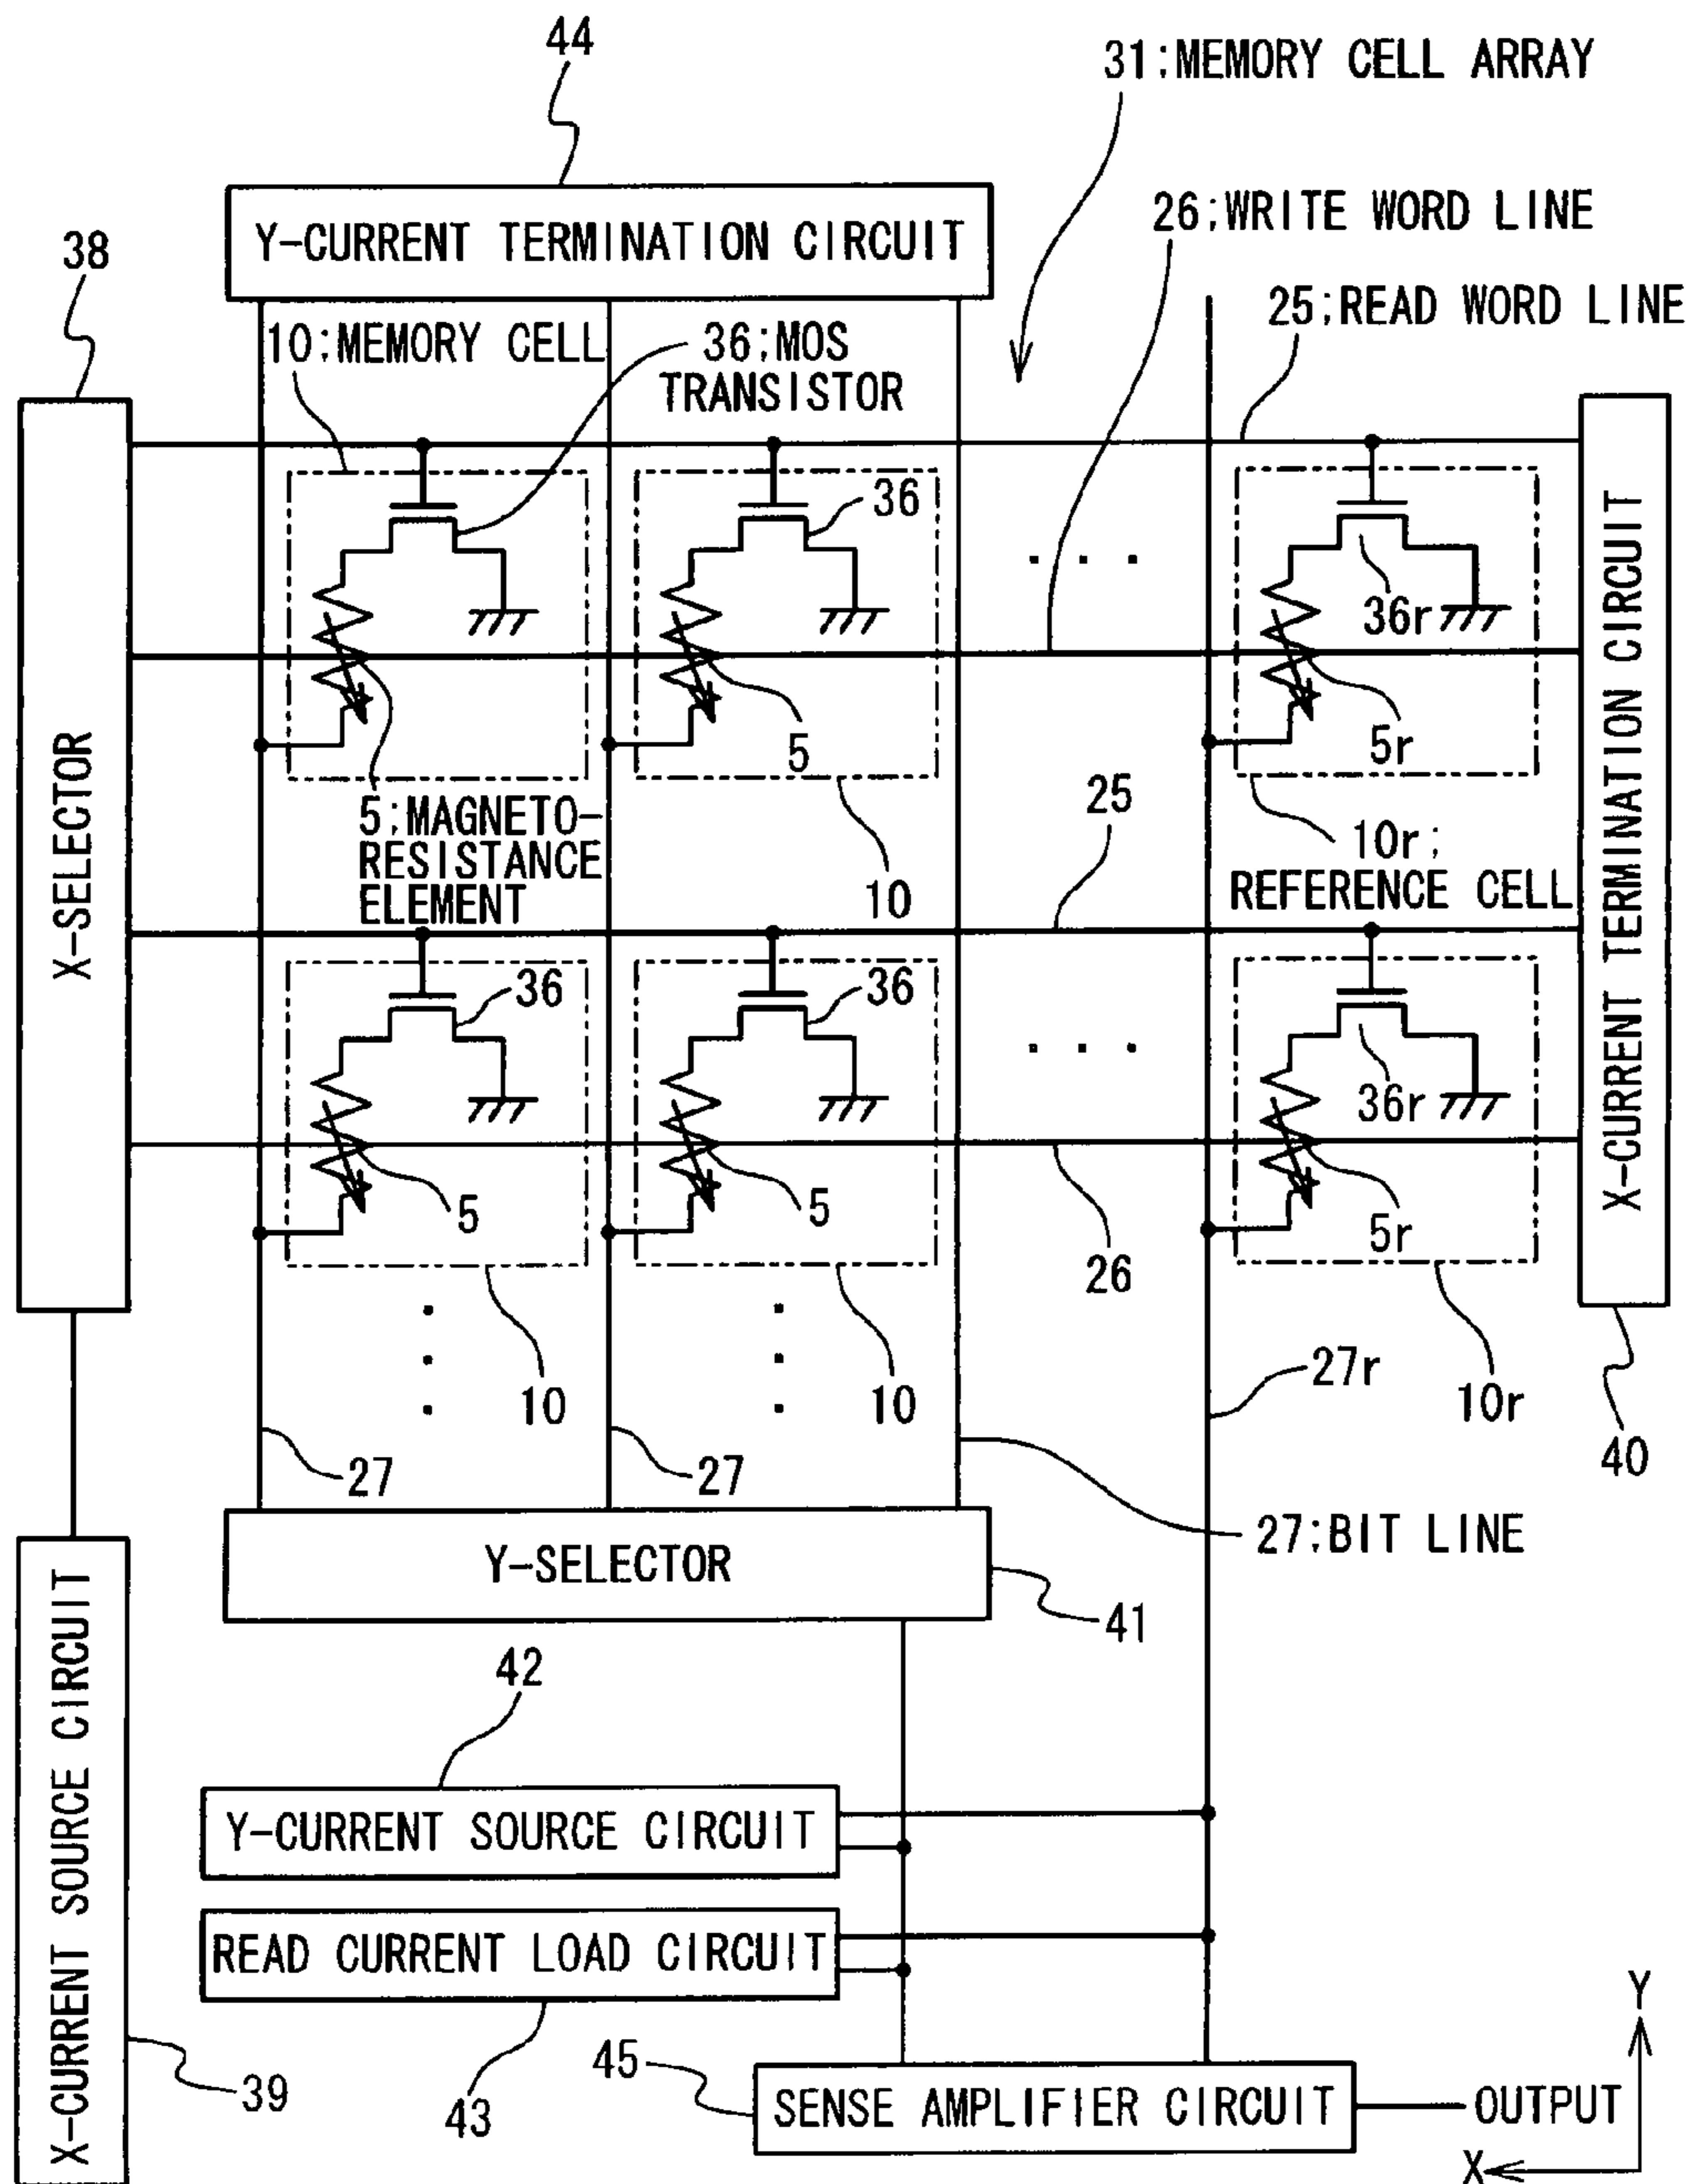 44
31;MEMORY CELL ARRAY
26;WRITE WORD LINE
38
Y-CURRENT TERMINATION CIRCUIT
25;READ WORD LINE
10;MEMORY CELL
36;MOS
TRANSISTOR
36
. . .
36r
X-SELECTOR
5
5r
X-CURRENT TERMINATION CIRCUIT
5;MAGNETO-
RESISTANCE
ELEMENT
10
25
10r;
REFERENCE CELL
36
36
. . .
36r
5
5
26
5r
10
10
27r
10r
40
27
27
27;BIT LINE
Y-SELECTOR
41
X-CURRENT SOURCE CIRCUIT
42
Y-CURRENT SOURCE CIRCUIT
READ CURRENT LOAD CIRCUIT
43
39
45
SENSE AMPLIFIER CIRCUIT
OUTPUT
Y
X